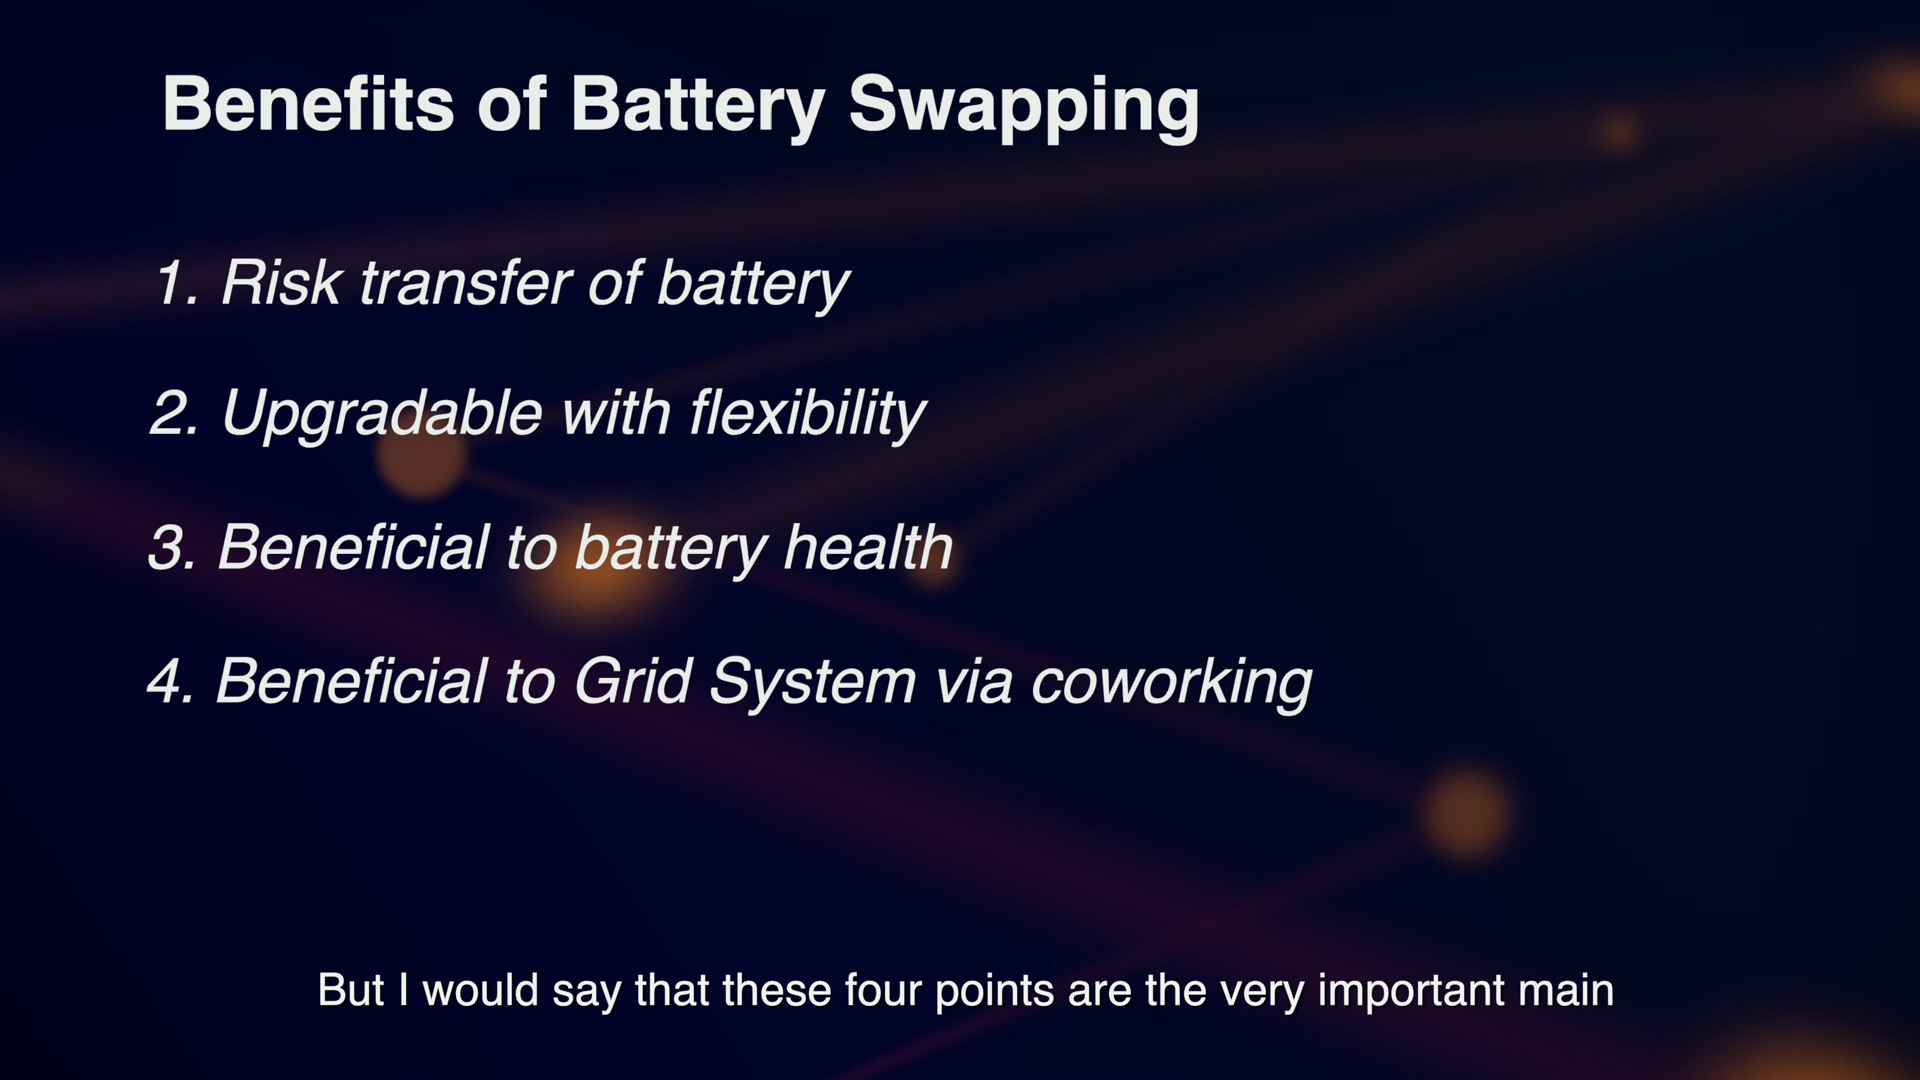 Benefits of Battery Swapping
1. Risk transfer of battery
2. Upgradable with flexibility
3. Beneficial to battery health
4. Beneficial to Grid System via coworking
But I would say that these four points are the very important main